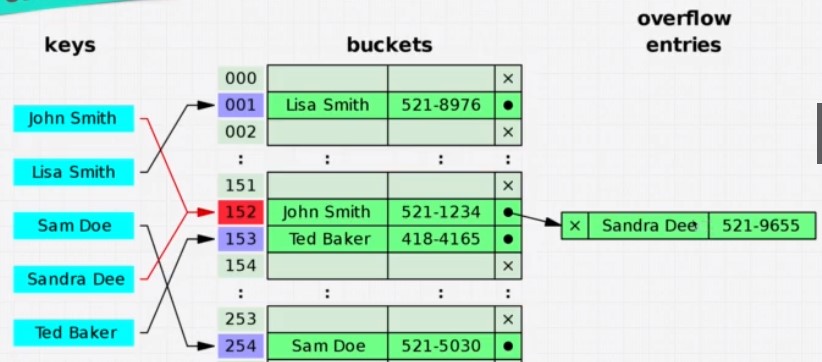 keys
buckets
overflow
entries
John Smith
Lisa Smith
Sam Doe
Sandra Dee
Ted Baker
000 ×
001 Lisa Smith 521-8976 ●
002 ×
: : : :
151 ×
152 John Smith 521-1234 ●
153 Ted Baker 418-4165 ●
154 ×
: : : :
253 ×
254 Sam Doe 521-5030 ●
× Sandra Dee 521-9655